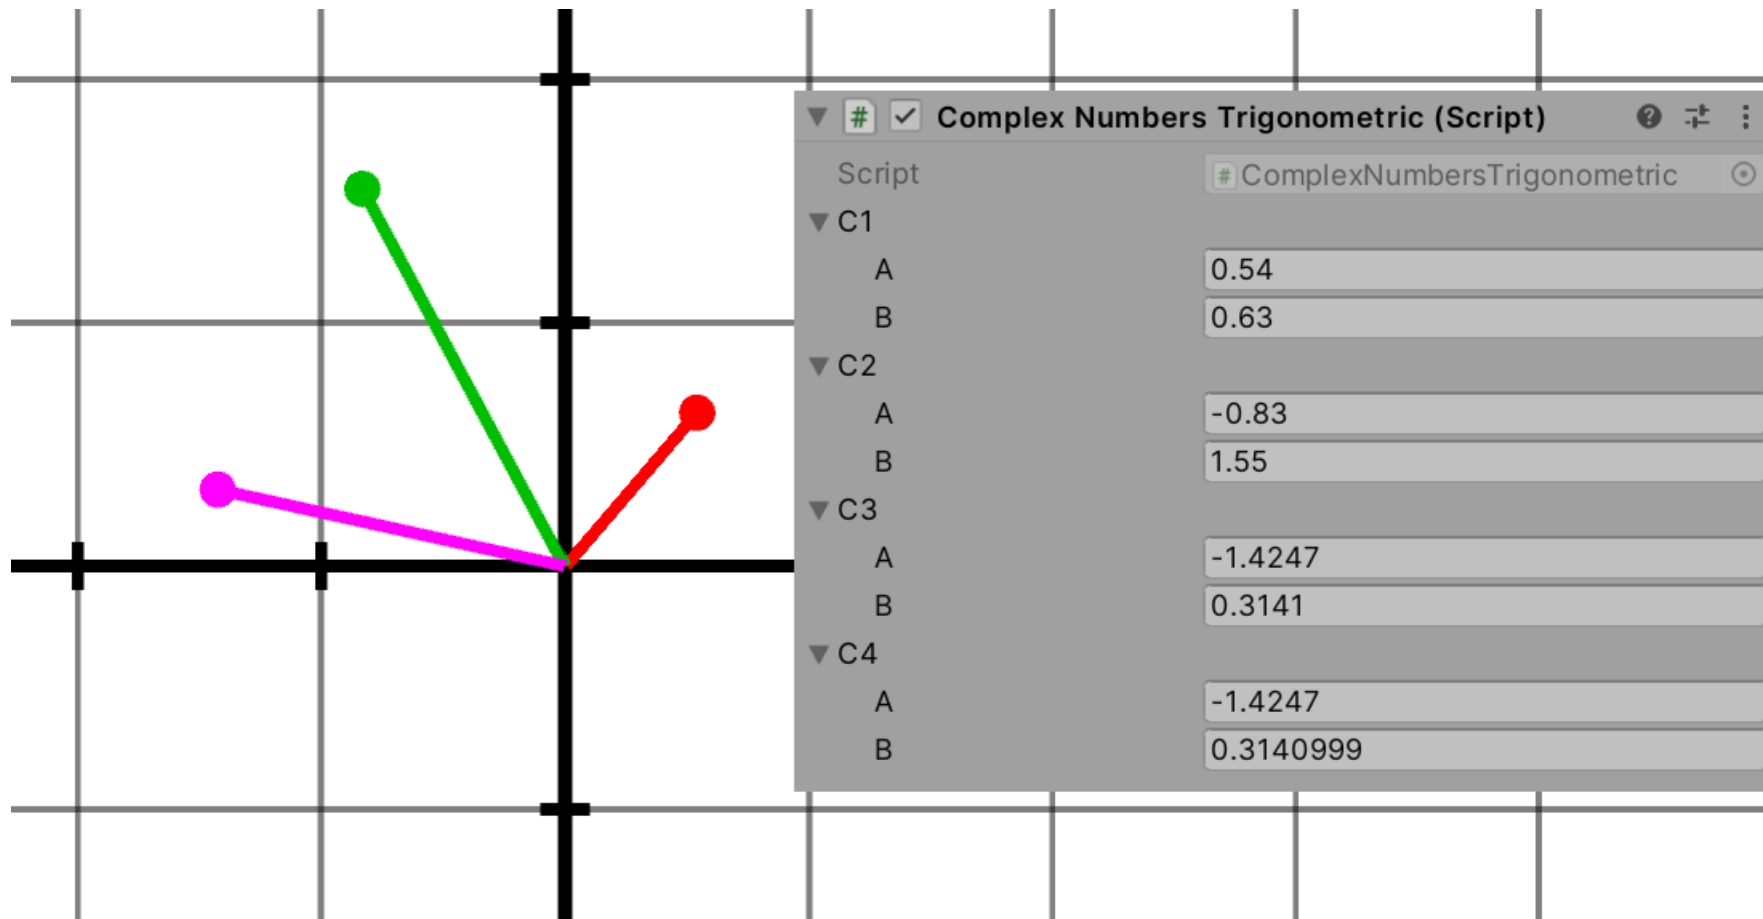 # Complex Numbers Trigonometric (Script)
Script # ComplexNumbersTrigonometric
C1
A 0.54
B 0.63
C2
A -0.83
B 1.55
C3
A -1.4247
B 0.3141
C4
A -1.4247
B 0.3140999